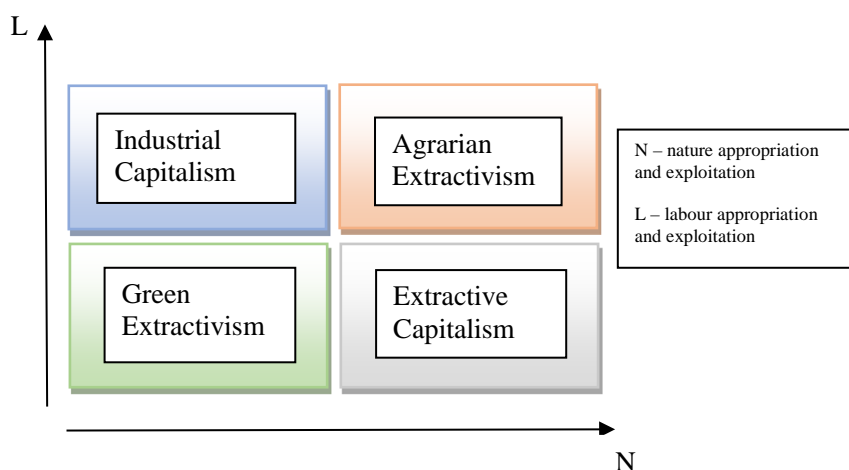 L
Industrial
Capitalism
Agrarian
Extractivism
N – nature appropriation
and exploitation
L – labour appropriation
and exploitation
Green
Extractivism
Extractive
Capitalism
N